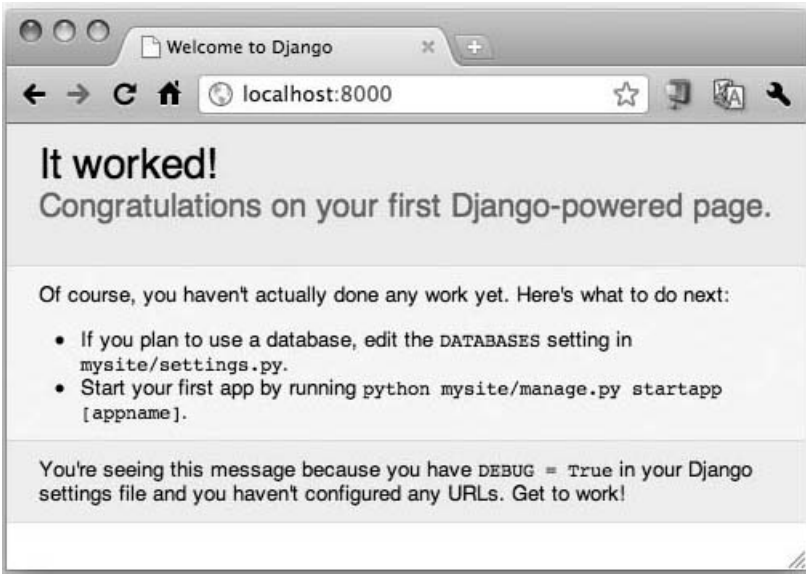 Welcome to Django
localhost:8000
It worked!
Congratulations on your first Django-powered page.
Of course, you haven't actually done any work yet. Here's what to do next:
• If you plan to use a database, edit the DATABASES setting in
mysite/settings.py.
• Start your first app by running python mysite/manage.py startapp
[appname].
You're seeing this message because you have DEBUG = True in your Django
settings file and you haven't configured any URLs. Get to work!